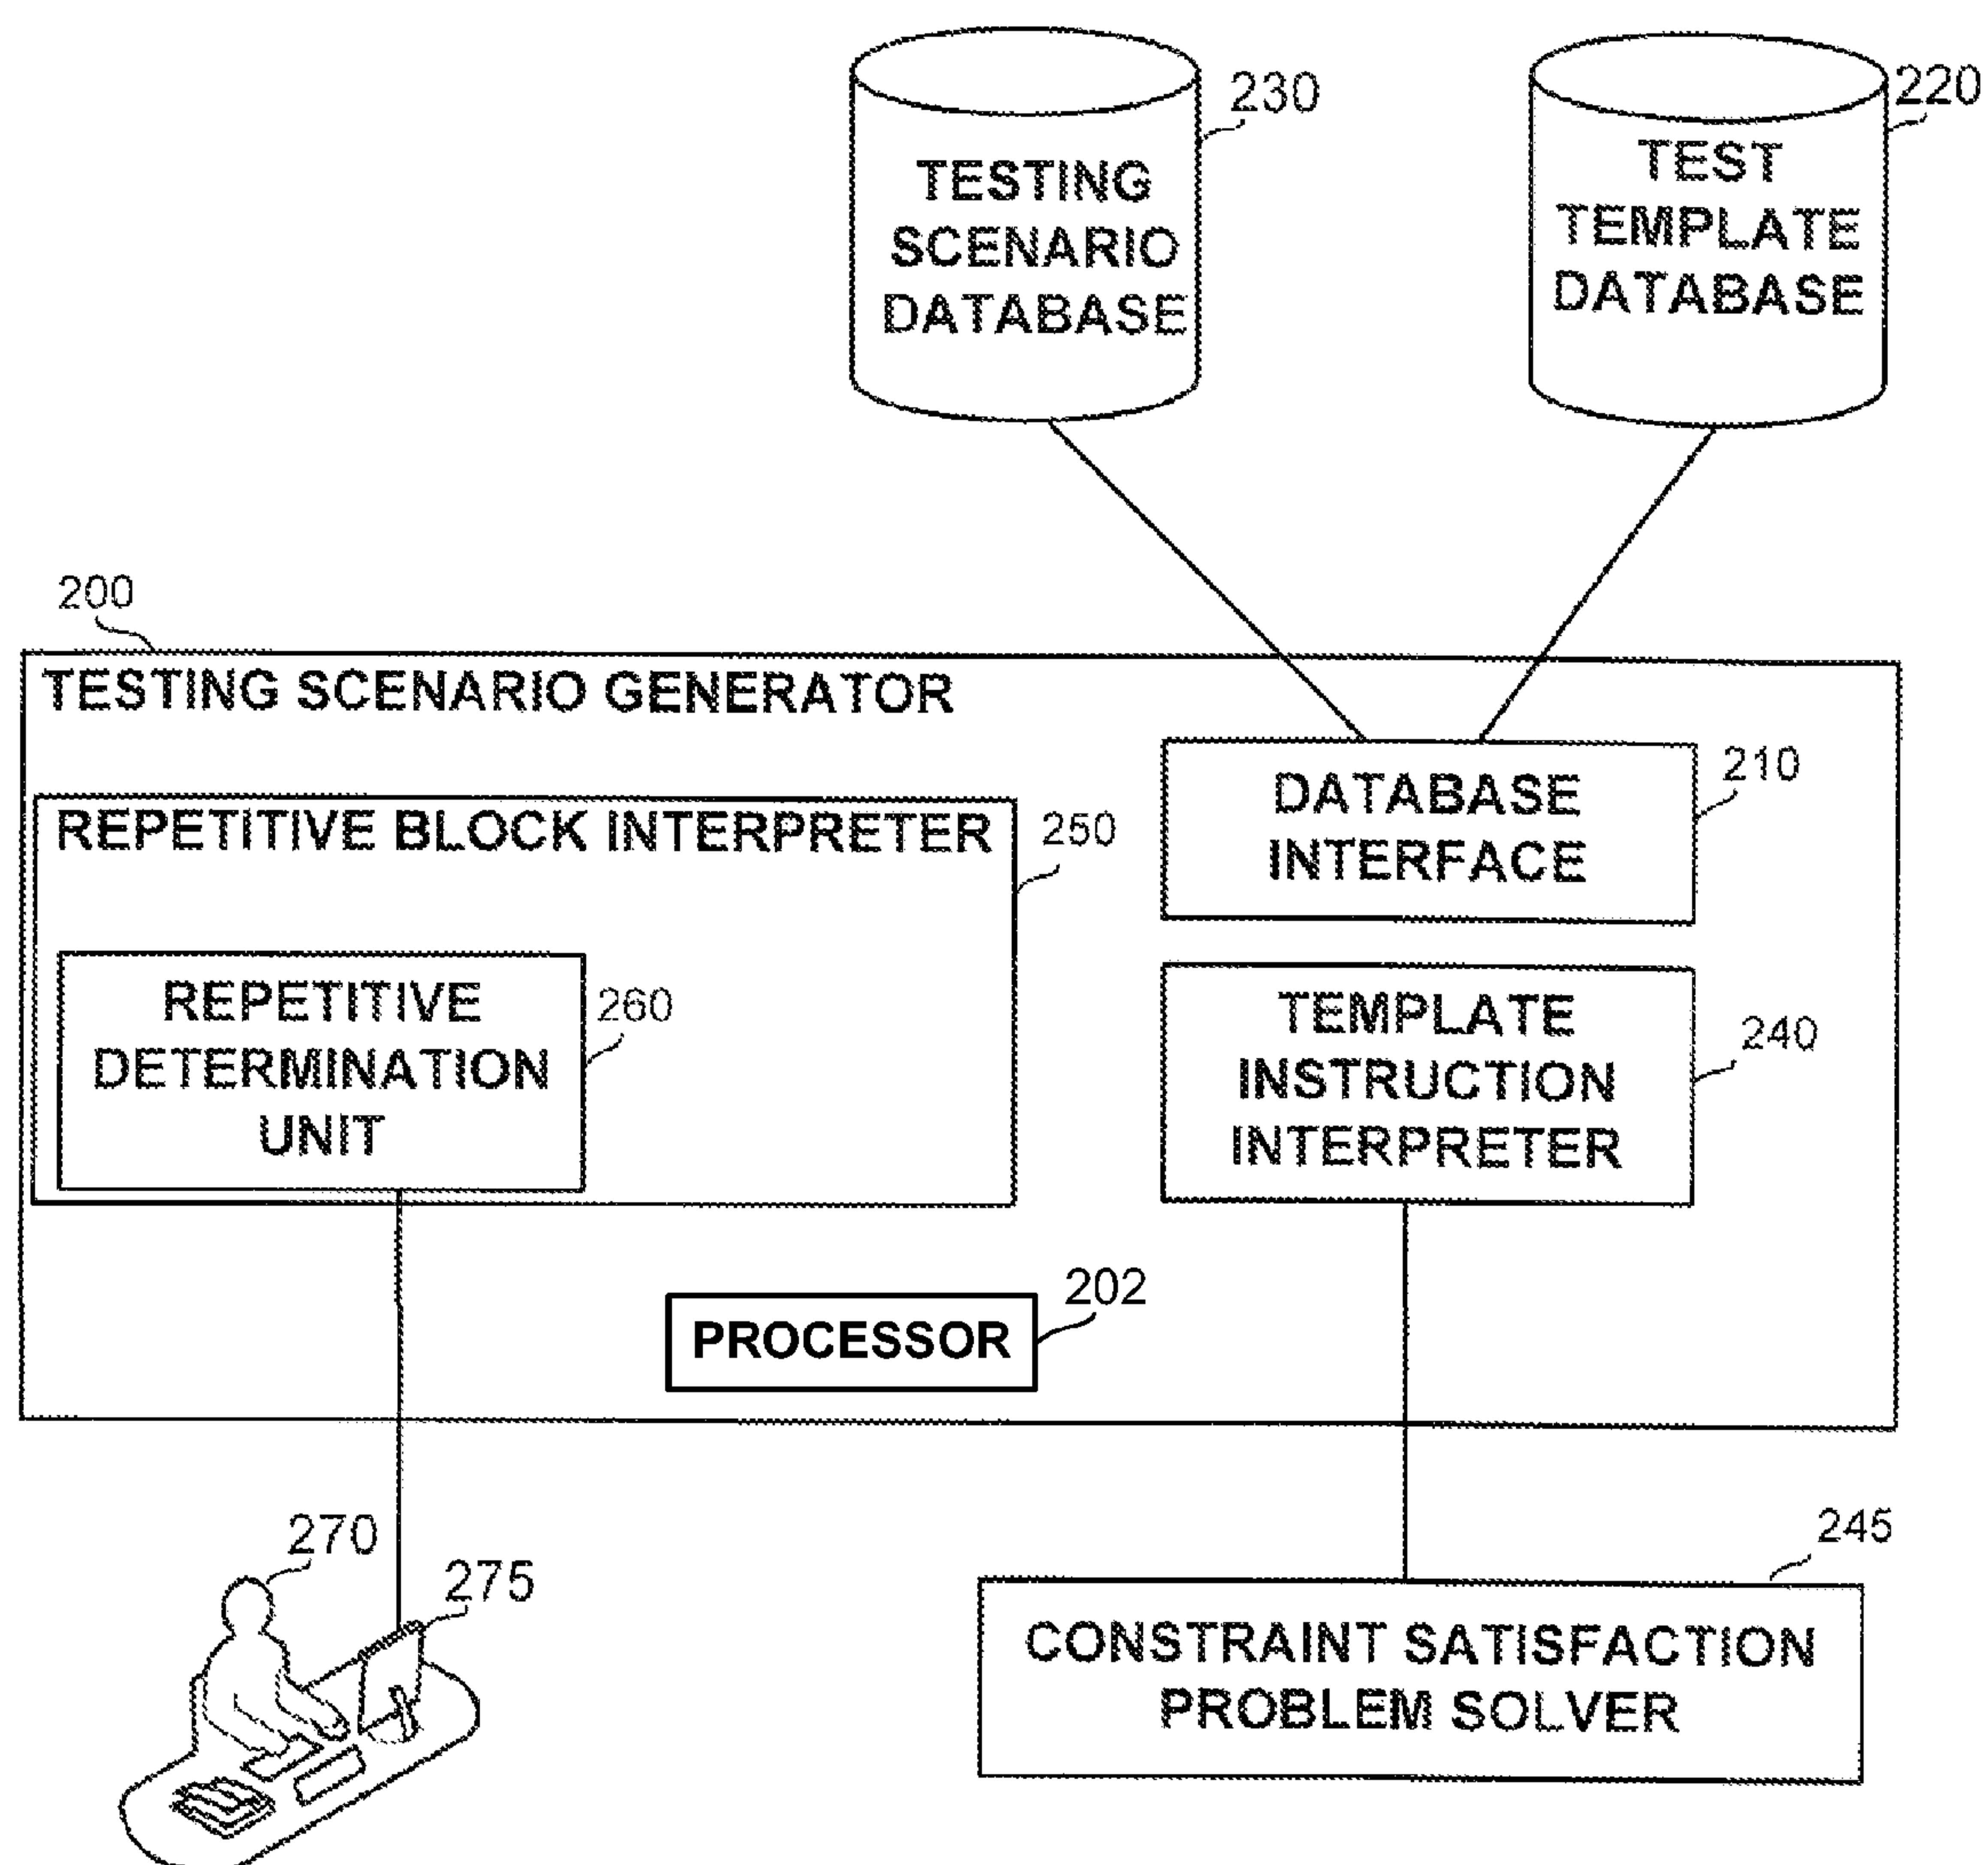 230
TESTING
SCENARIO
DATABASE
220
TEST
TEMPLATE
DATABASE
200
TESTING SCENARIO GENERATOR
REPETITIVE BLOCK INTERPRETER
250
REPETITIVE
DETERMINATION
UNIT
260
DATABASE
INTERFACE
210
TEMPLATE
INSTRUCTION
INTERPRETER
240
PROCESSOR
202
270
275
245
CONSTRAINT SATISFACTION
PROBLEM SOLVER